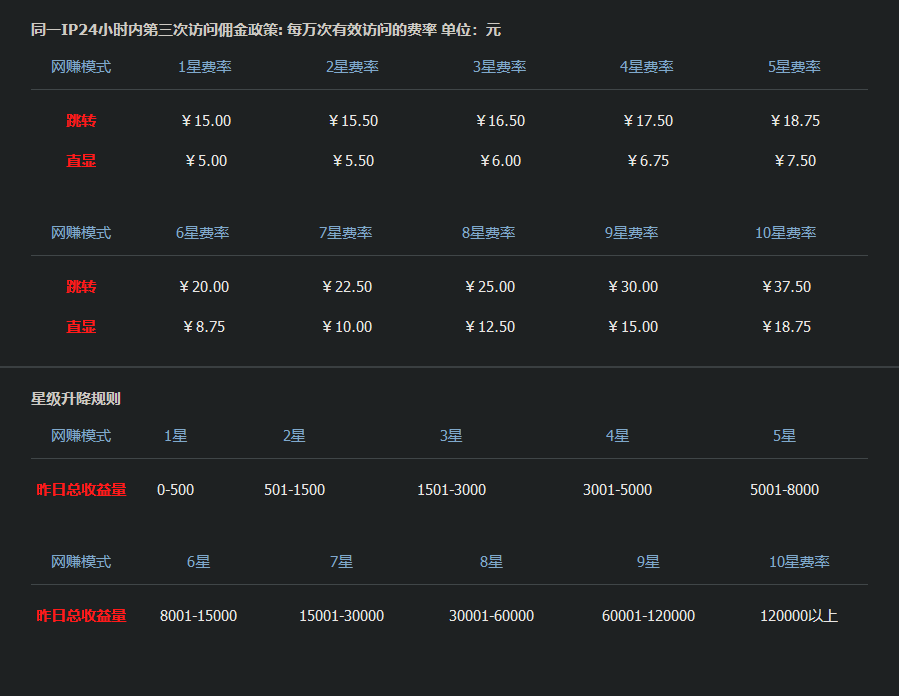 同一IP24小时内第三次访问佣金政策: 每万次有效访问的费率 单位：元
网赚模式 1星费率 2星费率 3星费率 4星费率 5星费率
跳转 ￥15.00 ￥15.50 ￥16.50 ￥17.50 ￥18.75
直显 ￥5.00 ￥5.50 ￥6.00 ￥6.75 ￥7.50
网赚模式 6星费率 7星费率 8星费率 9星费率 10星费率
跳转 ￥20.00 ￥22.50 ￥25.00 ￥30.00 ￥37.50
直显 ￥8.75 ￥10.00 ￥12.50 ￥15.00 ￥18.75
星级升降规则
网赚模式 1星 2星 3星 4星 5星
昨日总收益量 0-500 501-1500 1501-3000 3001-5000 5001-8000
网赚模式 6星 7星 8星 9星 10星费率
昨日总收益量 8001-15000 15001-30000 30001-60000 60001-120000 120000以上